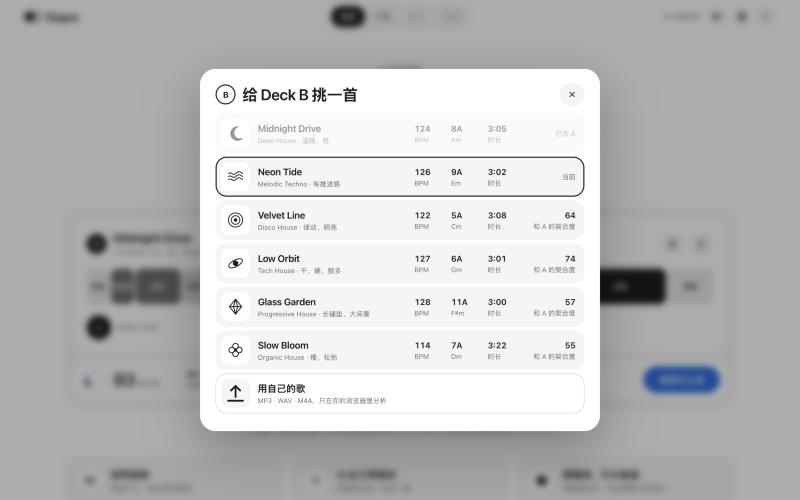 B 给 Deck B 挑一首 ×
Midnight Drive 124 8A 3:05 已在 A
Deep House · 温暖、稳 BPM Am 时长
Neon Tide 126 9A 3:02 当前
Melodic Techno · 有推进感 BPM Em 时长
Velvet Line 122 5A 3:08 64
Disco House · 律动、明亮 BPM Cm 时长 和 A 的契合度
Low Orbit 127 6A 3:01 74
Tech House · 干、硬、鼓多 BPM Gm 时长 和 A 的契合度
Glass Garden 128 11A 3:00 57
Progressive House · 长铺垫、大间奏 BPM F#m 时长 和 A 的契合度
Slow Bloom 114 7A 3:22 55
Organic House · 慢、松弛 BPM Dm 时长 和 A 的契合度
用自己的歌
MP3 · WAV · M4A，只在你的浏览器里分析
Midnight Drive
93